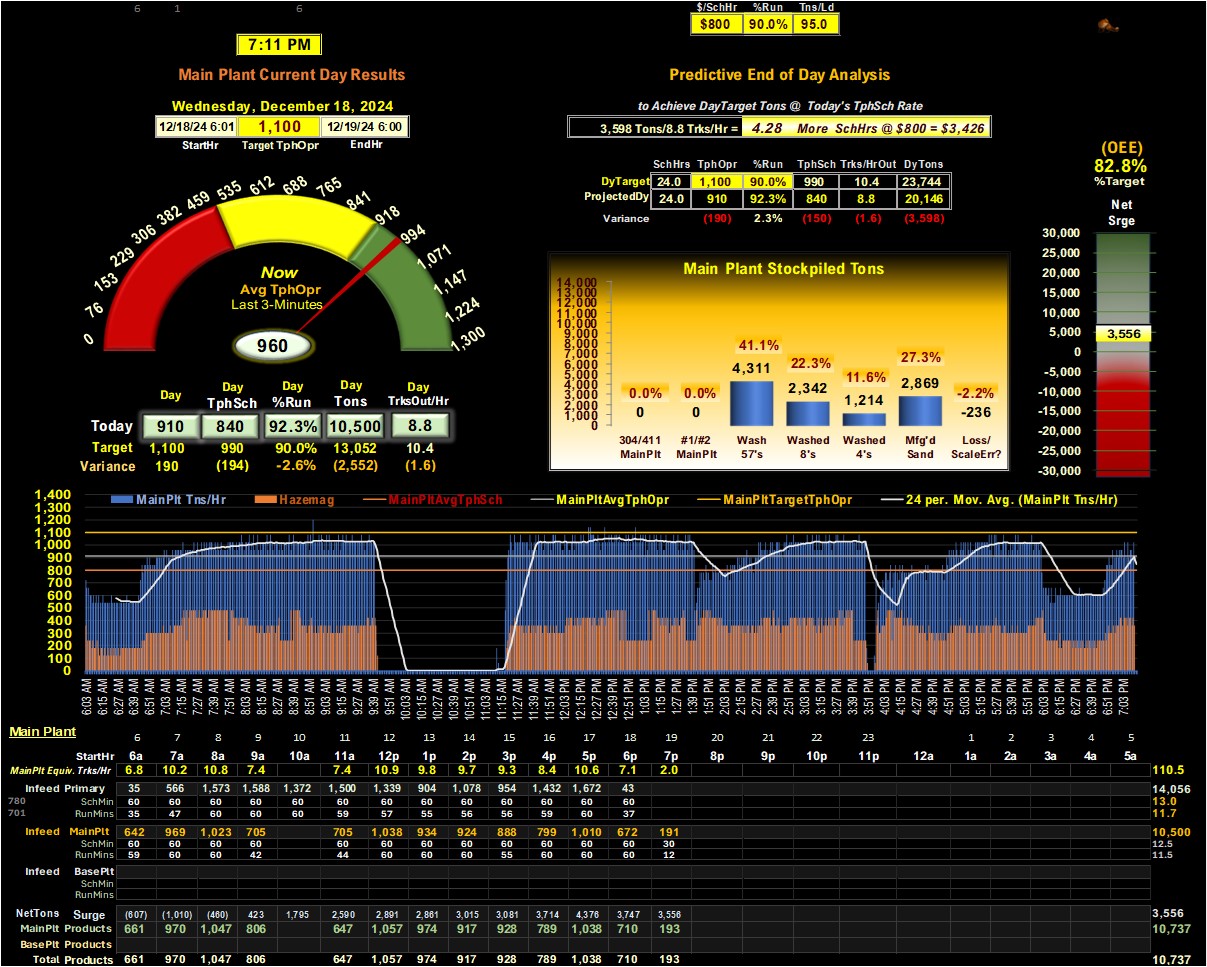 6 1 6
$/SchHr %Run Tns/Ld
$800 90.0% 95.0
7:11 PM
Main Plant Current Day Results
Predictive End of Day Analysis
Wednesday, December 18, 2024
to Achieve DayTarget Tons @ Today's TphSch Rate
12/18/24 6:01 1,100 12/19/24 6:00
3,598 Tons/8.8 Trks/Hr = 4.28 More SchHrs @ $800 = $3,426
StartHr Target TphOpr EndHr
(OEE)
82.8%
%Target
SchHrs TphOpr %Run TphSch Trks/HrOut DyTons
DyTarget 24.0 1,100 90.0% 990 10.4 23,744
ProjectedDy 24.0 910 92.3% 840 8.8 20,146
Variance (190) 2.3% (150) (1.6) (3,598)
Net
Srge
30,000
25,000
20,000
15,000
10,000
5,000
0
-5,000
-10,000
-15,000
-20,000
-25,000
-30,000
3,556
0
76
153
229
306
382
459
535
612
688
765
841
918
994
1,071
1,147
1,224
1,300
Now
Avg TphOpr
Last 3-Minutes
960
Main Plant Stockpiled Tons
14,000
13,000
12,000
11,000
10,000
9,000
8,000
7,000
6,000
5,000
4,000
3,000
2,000
1,000
0
0.0% 0.0% 41.1% 22.3% 11.6% 27.3% -2.2%
0 0 4,311 2,342 1,214 2,869 -236
304/411 #1/#2 Wash Washed Washed Mfg'd Loss/
MainPlt MainPlt 57's 8's 4's Sand ScaleErr?
Day Day TphSch Day %Run Day Tons Day TrksOut/Hr
Today 910 840 92.3% 10,500 8.8
Target 1,100 990 90.0% 13,052 10.4
Variance 190 (194) -2.6% (2,552) (1.6)
MainPlt Tns/Hr Hazemag MainPltAvgTphSch MainPltAvgTphOpr MainPltTargetTphOpr 24 per. Mov. Avg. (MainPlt Tns/Hr)
1,400
1,300
1,200
1,100
1,000
900
800
700
600
500
400
300
200
100
0
6:03 AM 6:15 AM 6:27 AM 6:39 AM 6:51 AM 7:03 AM 7:15 AM 7:27 AM 7:39 AM 7:51 AM 8:03 AM 8:15 AM 8:27 AM 8:39 AM 8:51 AM 9:03 AM 9:15 AM 9:27 AM 9:39 AM 9:51 AM 10:03 AM 10:15 AM 10:27 AM 10:39 AM 10:51 AM 11:03 AM 11:15 AM 11:27 AM 11:39 AM 11:51 AM 12:03 PM 12:15 PM 12:27 PM 12:39 PM 12:51 PM 1:03 PM 1:15 PM 1:27 PM 1:39 PM 1:51 PM 2:03 PM 2:15 PM 2:27 PM 2:39 PM 2:51 PM 3:03 PM 3:15 PM 3:27 PM 3:39 PM 3:51 PM 4:03 PM 4:15 PM 4:27 PM 4:39 PM 4:51 PM 5:03 PM 5:15 PM 5:27 PM 5:39 PM 5:51 PM 6:03 PM 6:15 PM 6:27 PM 6:39 PM 6:51 PM 7:03 PM
Main Plant
6 7 8 9 10 11 12 13 14 15 16 17 18 19 20 21 22 23 1 2 3 4 5
StartHr 6a 7a 8a 9a 10a 11a 12p 1p 2p 3p 4p 5p 6p 7p 8p 9p 10p 11p 12a 1a 2a 3a 4a 5a
MainPlt Equiv. Trks/Hr 6.8 10.2 10.8 7.4 7.4 10.9 9.8 9.7 9.3 8.4 10.6 7.1 2.0 110.5
Infeed Primary 35 566 1,573 1,588 1,372 1,500 1,339 904 1,078 954 1,432 1,672 43 14,056
780 SchMin 60 60 60 60 60 60 60 60 60 60 60 60 60 13.0
701 RunMins 35 47 60 60 60 59 57 55 56 56 59 60 37 11.7
Infeed MainPlt 642 969 1,023 705 705 1,038 934 924 888 799 1,010 672 191 10,500
SchMin 60 60 60 60 60 60 60 60 60 60 60 60 30 12.5
RunMins 59 60 60 42 44 60 60 60 55 60 60 60 12 11.5
Infeed BasePlt
SchMin
RunMins
NetTons Surge (607) (1,010) (460) 423 1,795 2,590 2,891 2,861 3,015 3,081 3,714 4,376 3,747 3,556 3,556
MainPlt Products 661 970 1,047 806 647 1,057 974 917 928 789 1,038 710 193 10,737
BasePlt Products
Total Products 661 970 1,047 806 647 1,057 974 917 928 789 1,038 710 193 10,737